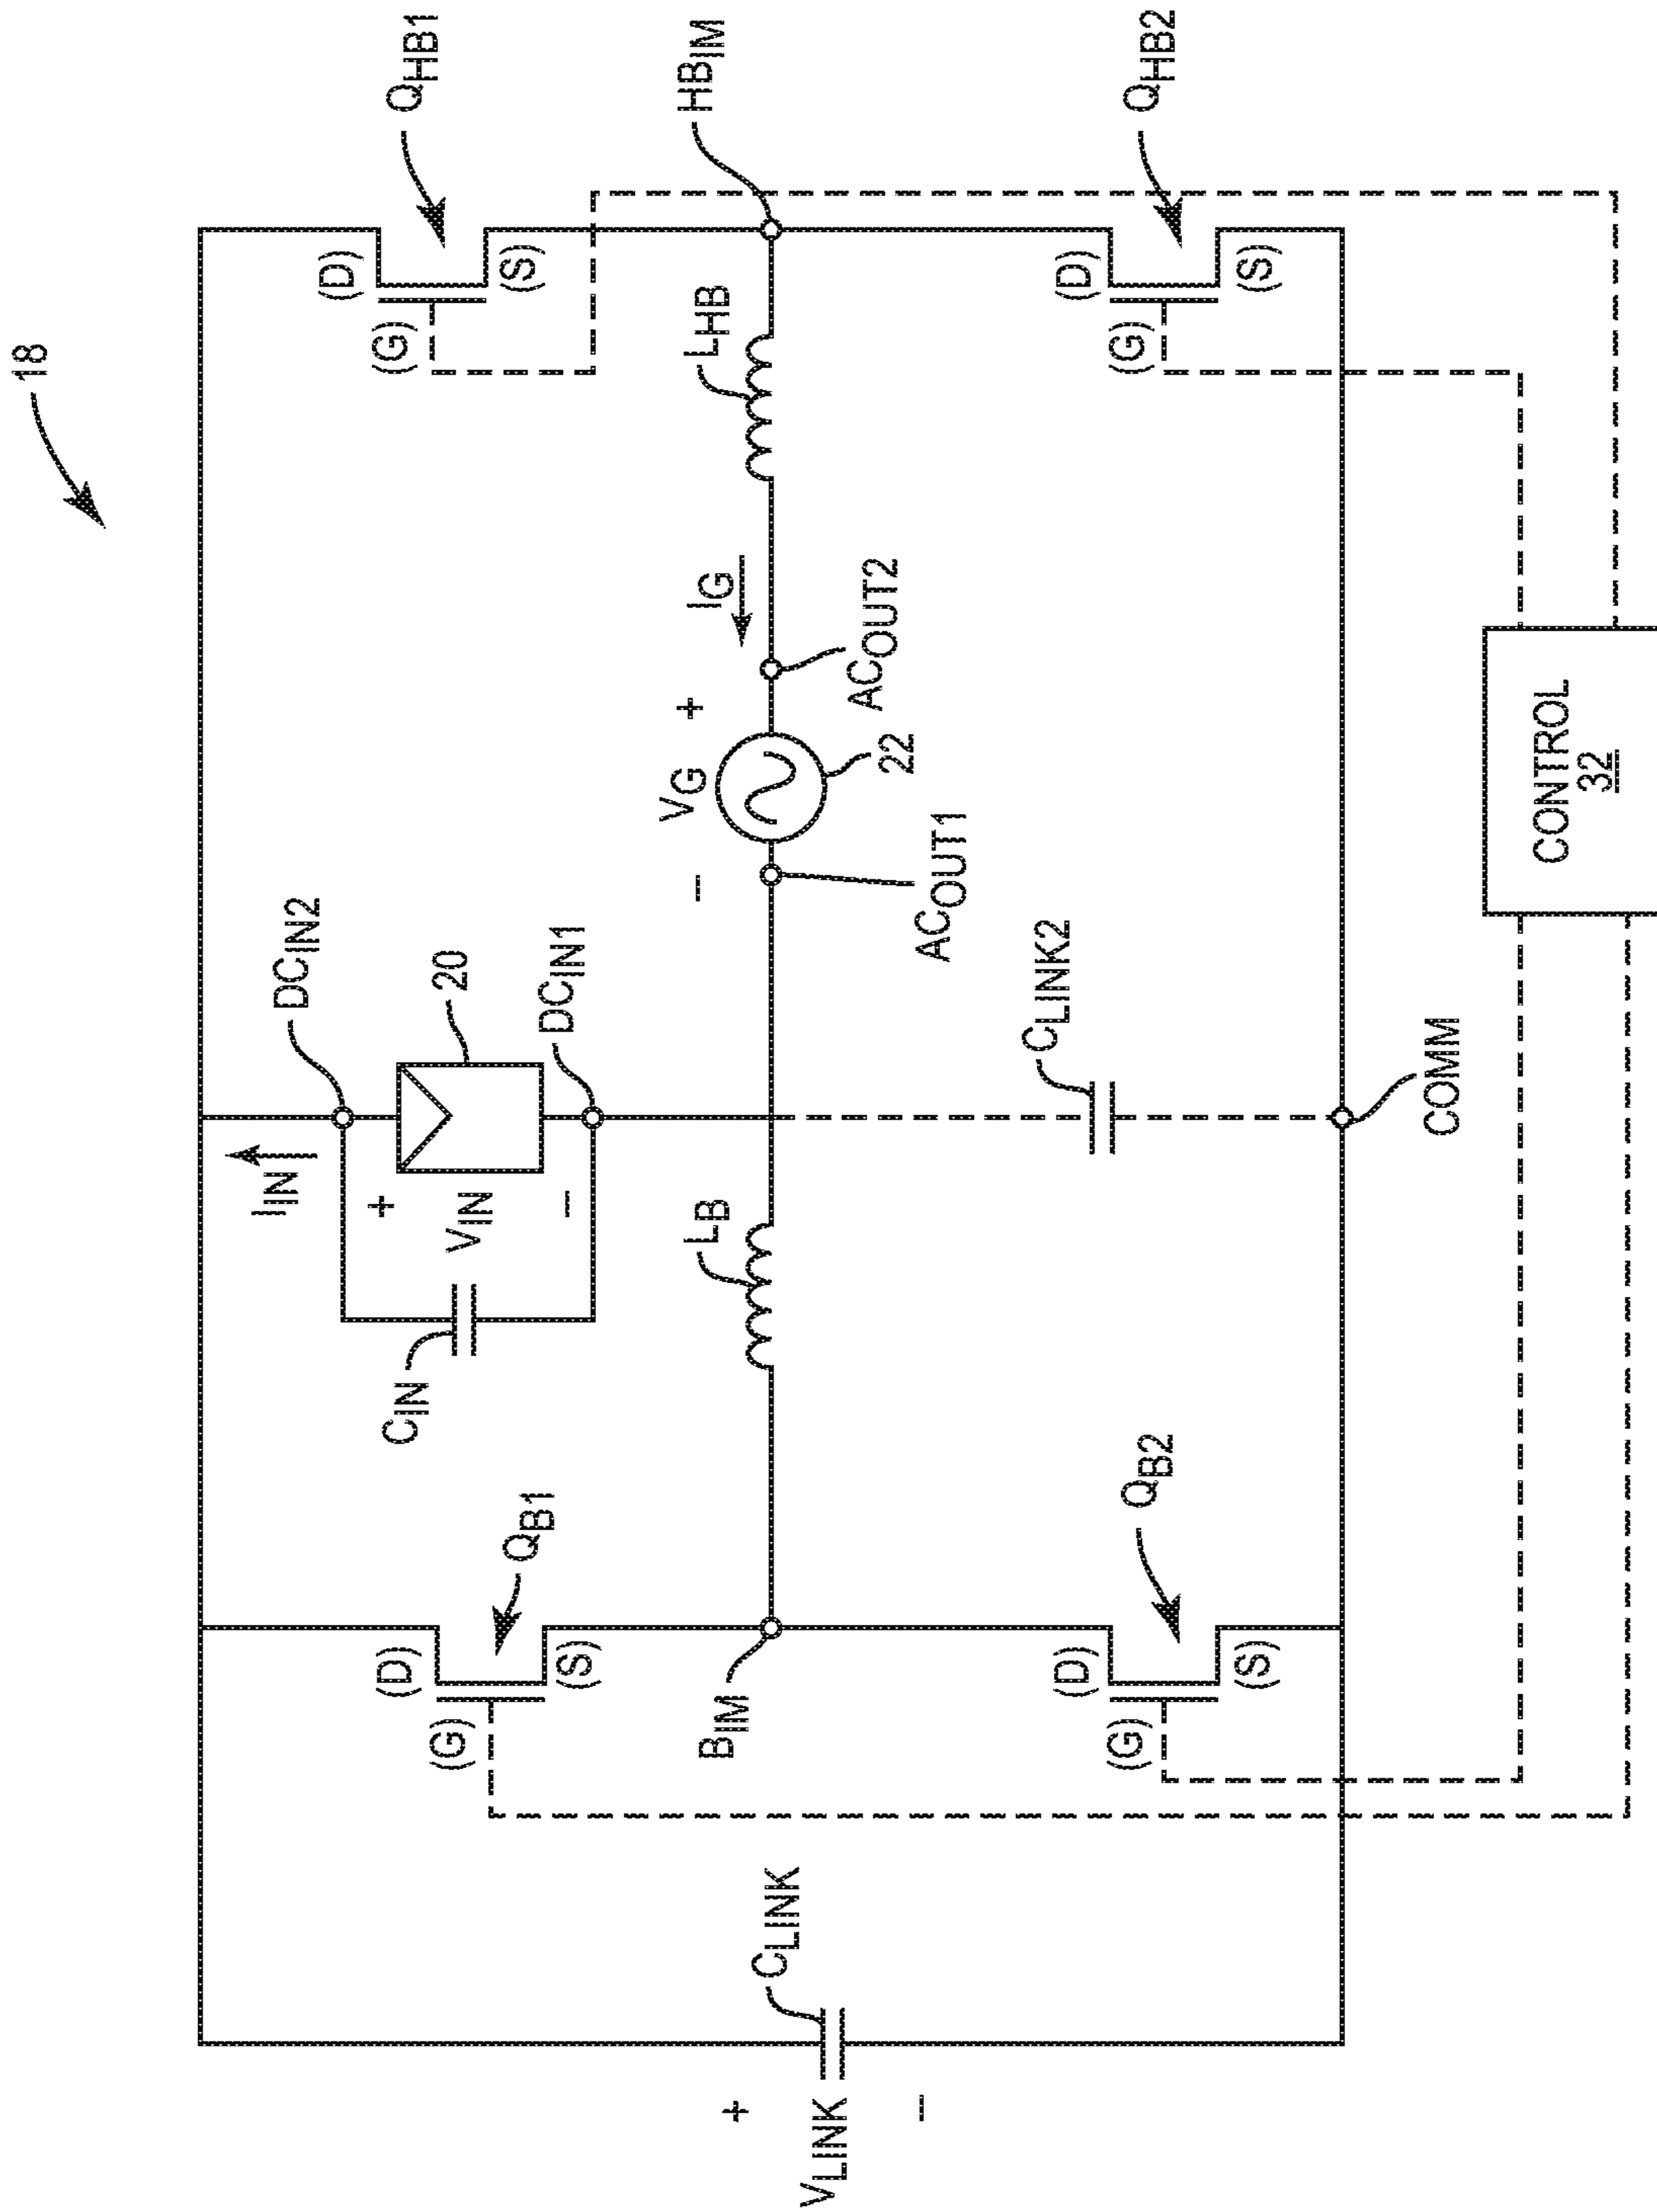 18
V_LINK
+
−
C_LINK
(D)
(G)
(S)
Q_B1
B_IM
(D)
(G)
(S)
Q_B2
C_IN
I_IN
+
V_IN
−
L_B
DC_IN2
20
DC_IN1
C_LINK2
COMM
V_G
−
+
22
AC_OUT1
AC_OUT2
I_G
L_HB
(D)
(G)
(S)
Q_HB1
HB_IM
(D)
(G)
(S)
Q_HB2
CONTROL
32